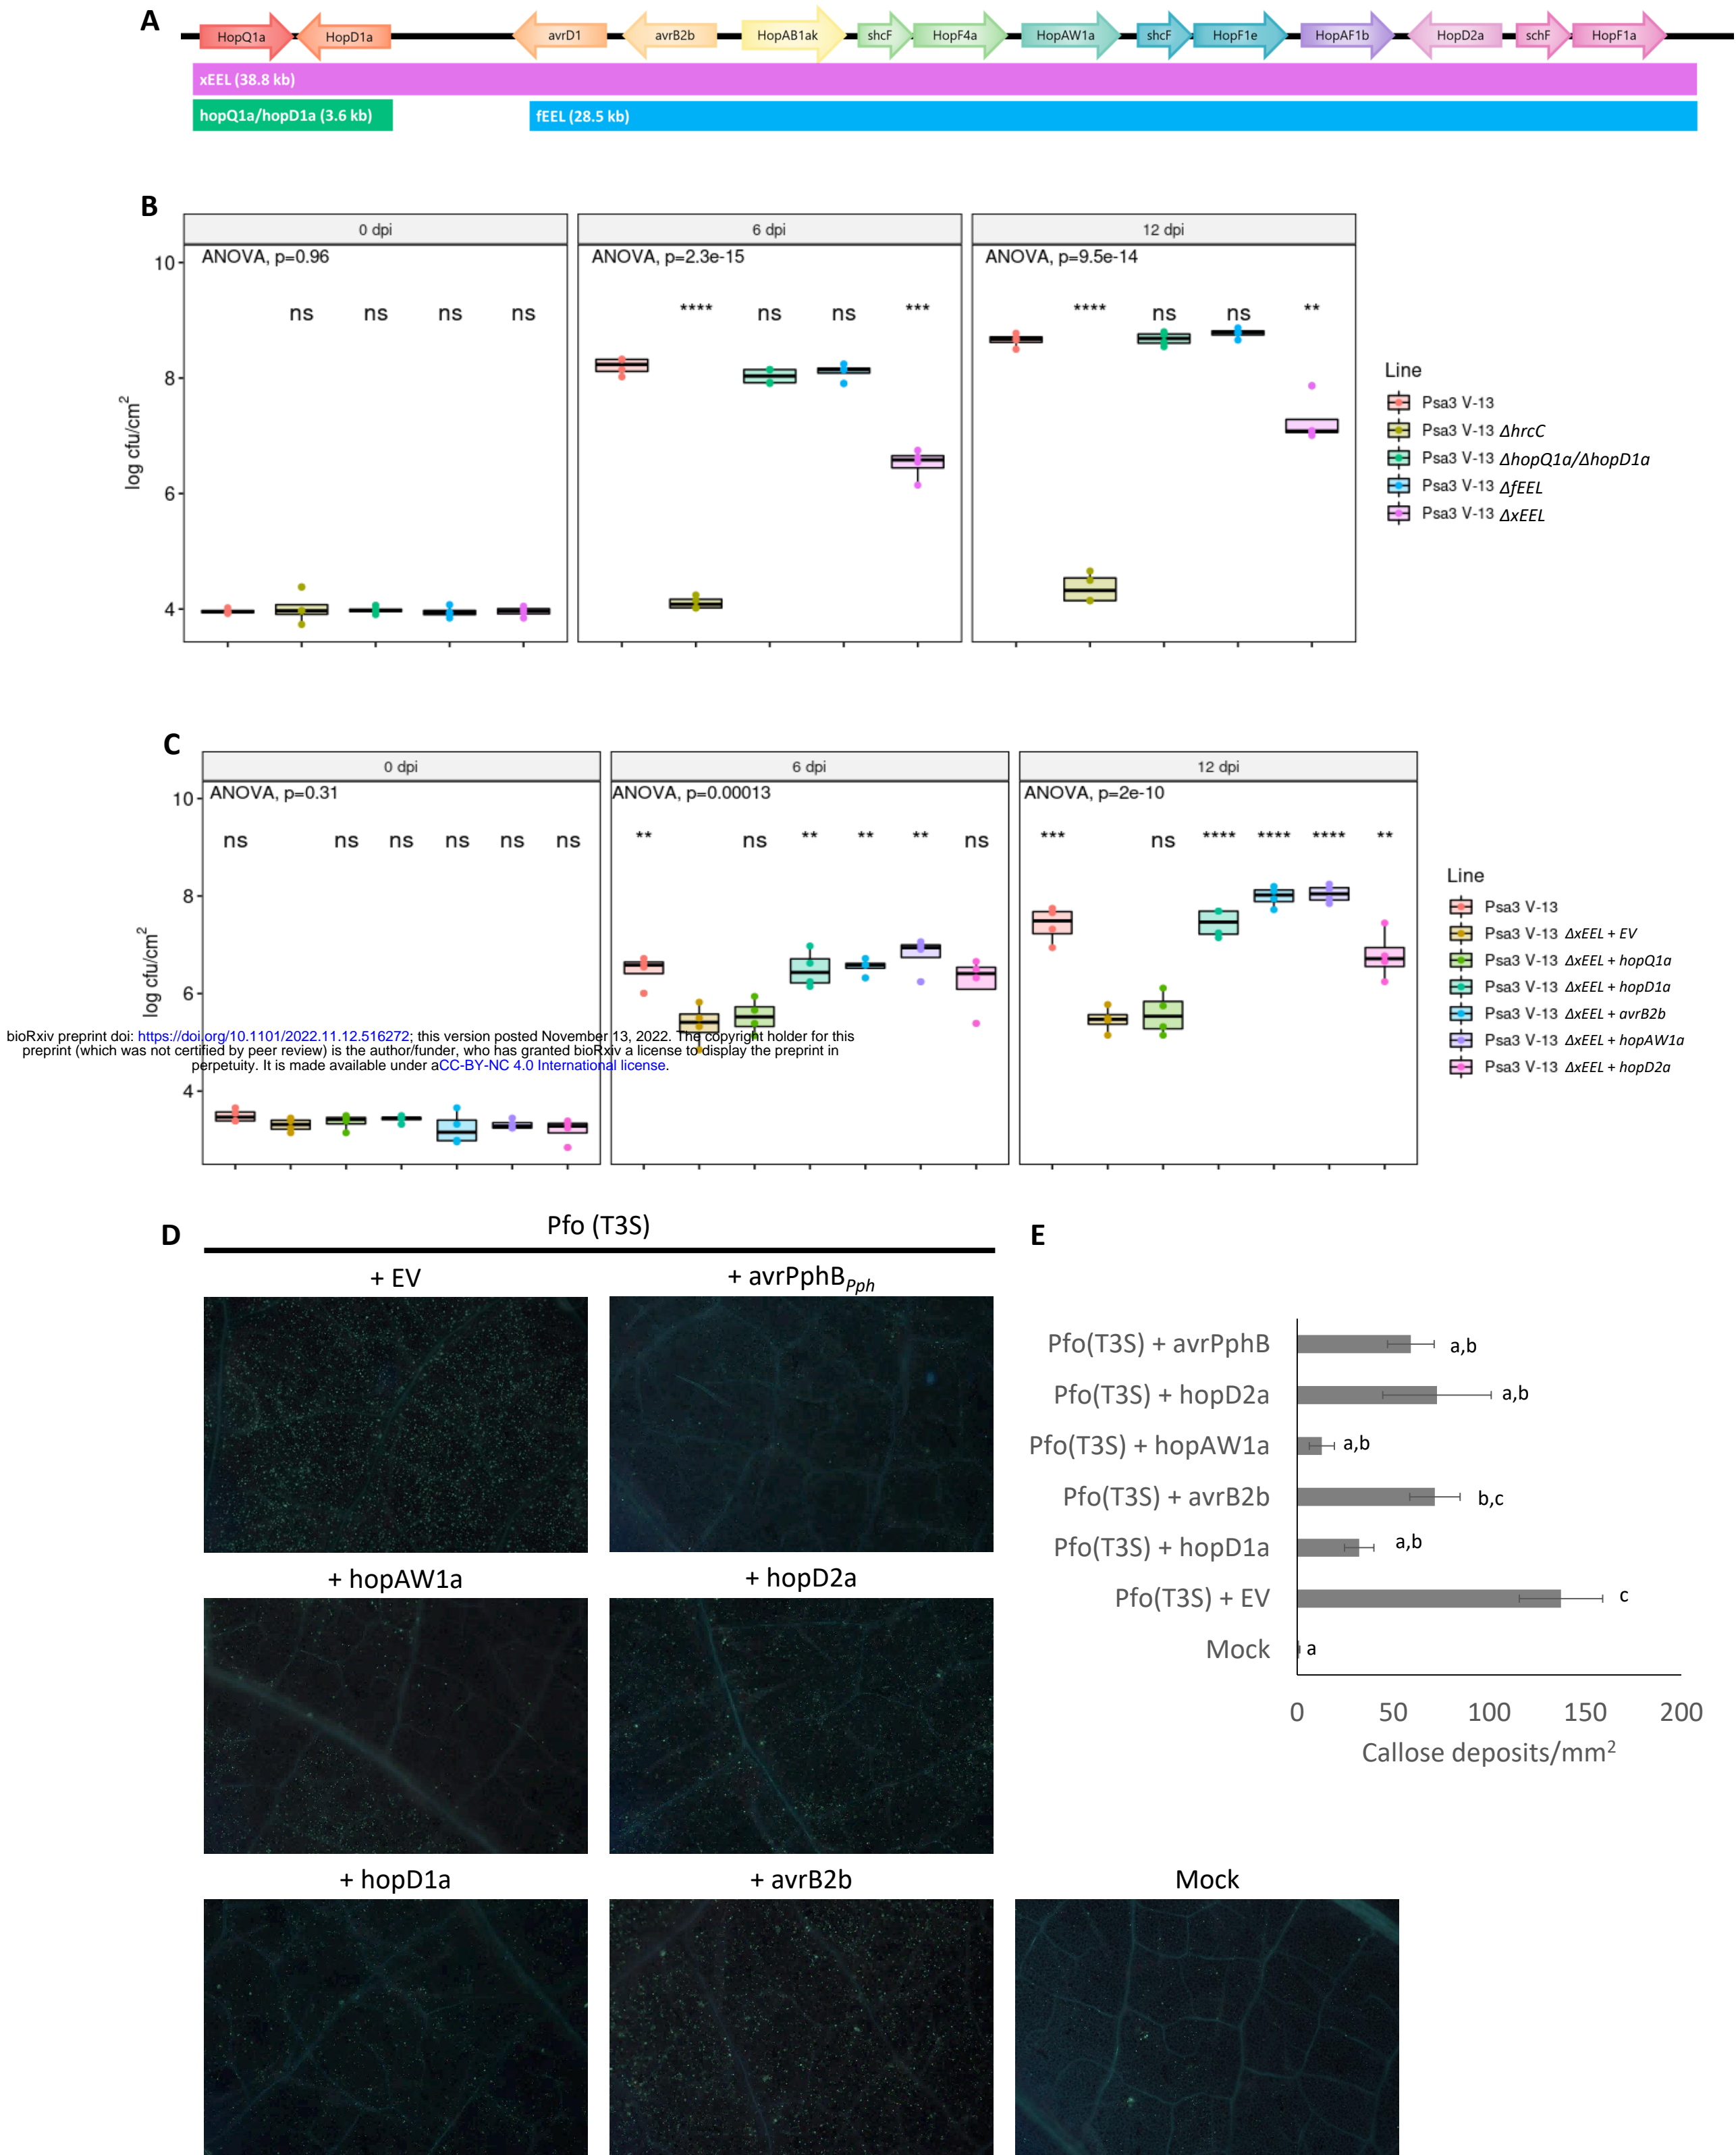 A
HopQ1a HopD1a avrD1 avrB2b HopAB1ak shcF HopF4a HopAW1a shcF HopF1e HopAF1b HopD2a schF HopF1a
xEEL (38.8 kb)
hopQ1a/hopD1a (3.6 kb) fEEL (28.5 kb)
B
0 dpi 6 dpi 12 dpi
ANOVA, p=0.96 ANOVA, p=2.3e-15 ANOVA, p=9.5e-14
ns ns ns ns **** ns ns *** **** ns ns **
10
8
6
4
log cfu/cm2
Line
Psa3 V-13
Psa3 V-13 ΔhrcC
Psa3 V-13 ΔhopQ1a/ΔhopD1a
Psa3 V-13 ΔfEEL
Psa3 V-13 ΔxEEL
C
0 dpi 6 dpi 12 dpi
ANOVA, p=0.31 ANOVA, p=0.00013 ANOVA, p=2e-10
ns ns ns ns ns ns ** ns ** ** ** ns *** ns **** **** **** **
10
8
6
4
log cfu/cm2
Line
Psa3 V-13
Psa3 V-13 ΔxEEL + EV
Psa3 V-13 ΔxEEL + hopQ1a
Psa3 V-13 ΔxEEL + hopD1a
Psa3 V-13 ΔxEEL + avrB2b
Psa3 V-13 ΔxEEL + hopAW1a
Psa3 V-13 ΔxEEL + hopD2a
bioRxiv preprint doi: https://doi.org/10.1101/2022.11.12.516272; this version posted November 13, 2022. The copyright holder for this
preprint (which was not certified by peer review) is the author/funder, who has granted bioRxiv a license to display the preprint in
perpetuity. It is made available under aCC-BY-NC 4.0 International license.
D
Pfo (T3S)
+ EV + avrPphBPph
+ hopAW1a + hopD2a
+ hopD1a + avrB2b Mock
E
Pfo(T3S) + avrPphB a,b
Pfo(T3S) + hopD2a a,b
Pfo(T3S) + hopAW1a a,b
Pfo(T3S) + avrB2b b,c
Pfo(T3S) + hopD1a a,b
Pfo(T3S) + EV c
Mock a
0 50 100 150 200
Callose deposits/mm2